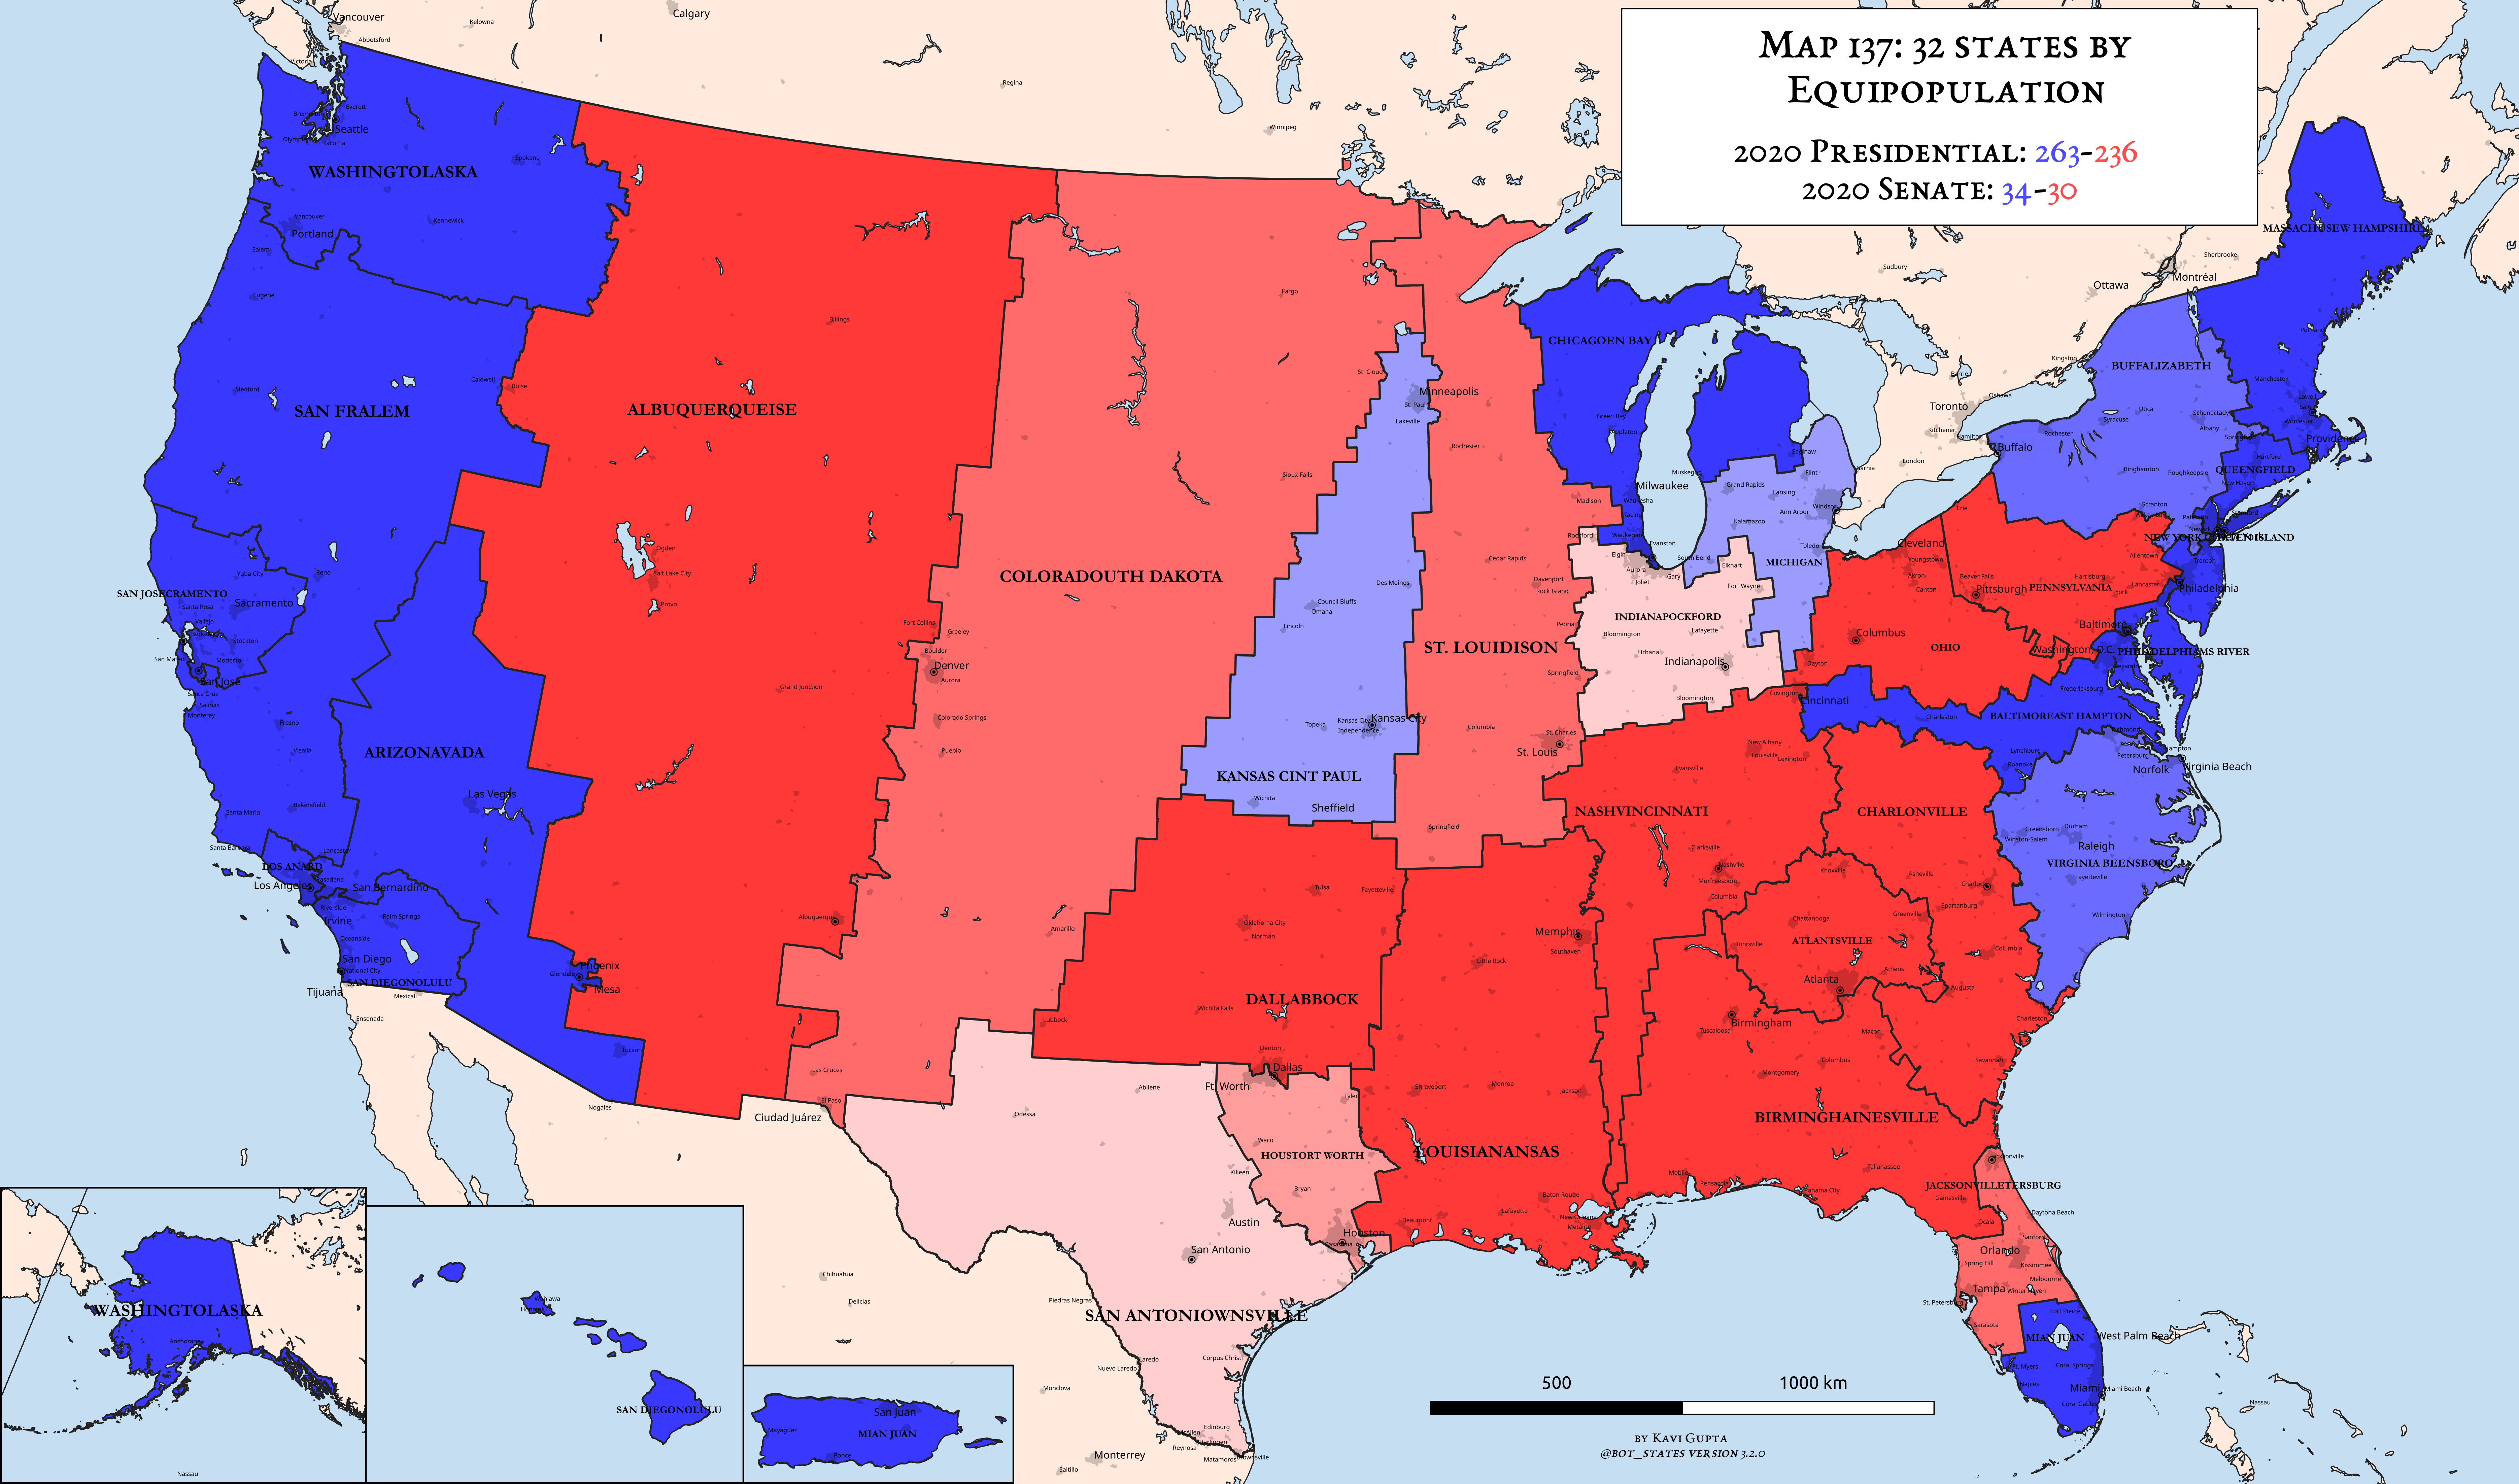 MAP 137: 32 STATES BY
EQUIPOPULATION
2020 PRESIDENTIAL: 263-236
2020 SENATE: 34-30
Vancouver
Abbotsford
Kelowna
Calgary
Regina
Winnipeg
Victoria
Everett
Seattle
Tacoma
WASHINGTOLASKA
Spokane
Vancouver
Portland
Kennewick
Salem
Eugene
Medford
Caldwell
Boise
SAN FRALEM
Billings
ALBUQUERQUEISE
Ogden
Salt Lake City
Provo
Grand Junction
Yuba City
Reno
SAN JOSECRAMENTO
Santa Rosa
Sacramento
Vallejo
Stockton
San Mateo
Modesto
San Jose
Santa Cruz
Salinas
Monterey
Fresno
Visalia
ARIZONAVADA
Las Vegas
Santa Maria
Bakersfield
Santa Barbara
Lancaster
LOS ANARD
Pasadena
Los Angeles
San Bernardino
Riverside
Irvine
Palm Springs
Oceanside
San Diego
National City
SAN DIEGONOLULU
Tijuana
Mexicali
Ensenada
Phoenix
Glendale
Mesa
Tucson
Nogales
Albuquerque
Las Cruces
El Paso
Ciudad Juárez
Fargo
Sioux Falls
COLORADOUTH DAKOTA
Fort Collins
Greeley
Boulder
Denver
Aurora
Colorado Springs
Pueblo
Amarillo
Lubbock
St. Cloud
Minneapolis
St. Paul
Lakeville
Rochester
Des Moines
Council Bluffs
Omaha
Lincoln
Topeka
Kansas City
Kansas City
Independence
KANSAS CINT PAUL
Wichita
Sheffield
Cedar Rapids
Davenport
Rock Island
Madison
ST. LOUIDISON
Columbia
St. Charles
St. Louis
Springfield
Springfield
Tulsa
Fayetteville
Oklahoma City
Norman
DALLABBOCK
Wichita Falls
Denton
Dallas
Ft. Worth
Tyler
Abilene
Odessa
Waco
HOUSTORT WORTH
Killeen
Bryan
Austin
Houston
San Antonio
SAN ANTONIOWNSVILLE
Corpus Christi
Laredo
Nuevo Laredo
Piedras Negras
Chihuahua
Delicias
Monclova
Edinburg
McAllen
Harlingen
Reynosa
Matamoros
Brownsville
Monterrey
Saltillo
Memphis
Southaven
Little Rock
Shreveport
Monroe
Jackson
LOUISIANANSAS
Beaumont
Lafayette
Baton Rouge
New Orleans
Metairie
CHICAGOEN BAY
Green Bay
Appleton
Milwaukee
Waukesha
Racine
Waukegan
Evanston
Rockford
Elgin
Aurora
Joliet
Gary
South Bend
Elkhart
Fort Wayne
INDIANAPOCKFORD
Peoria
Bloomington
Lafayette
Urbana
Indianapolis
Bloomington
Muskegon
Grand Rapids
Saginaw
Flint
Lansing
Ann Arbor
Windsor
Kalamazoo
Toledo
MICHIGAN
Sarnia
London
Sudbury
Barrie
Toronto
Oshawa
Kitchener
Hamilton
Kingston
Ottawa
Montréal
Sherbrooke
MASSACHUSEW HAMPSHIRE
Portland
Manchester
Lowell
Worcester
Providence
BUFFALIZABETH
Buffalo
Rochester
Syracuse
Utica
Schenectady
Albany
Springfield
Binghamton
Poughkeepsie
Hartford
QUEENGFIELD
New Haven
Scranton
Stamford
Paterson
Newark
Allentown
Trenton
Philadelphia
Erie
Cleveland
Youngstown
Akron
Canton
Beaver Falls
Pittsburgh
PENNSYLVANIA
Harrisburg
Lancaster
York
Columbus
OHIO
Dayton
Cincinnati
Covington
Baltimore
Washington, D.C.
Alexandria
PHILADELPHIAMS RIVER
Fredericksburg
Charleston
BALTIMOREAST HAMPTON
Richmond
Lynchburg
Roanoke
Petersburg
Hampton
Norfolk
Virginia Beach
Greensboro
Durham
Winston-Salem
Raleigh
VIRGINIA BEENSBORO
Fayetteville
Wilmington
New Albany
Louisville
Lexington
Evansville
NASHVINCINNATI
Clarksville
Nashville
Murfreesboro
Columbia
CHARLONVILLE
Knoxville
Asheville
Charlotte
Spartanburg
Greenville
Columbia
Chattanooga
Huntsville
ATLANTSVILLE
Athens
Atlanta
Augusta
Charleston
Savannah
Birmingham
Tuscaloosa
Macon
Columbus
Montgomery
BIRMINGHAINESVILLE
Mobile
Pensacola
Panama City
Tallahassee
Jacksonville
JACKSONVILLETERSBURG
Gainesville
Ocala
Daytona Beach
Sanford
Orlando
Spring Hill
Kissimmee
Melbourne
Tampa
Winter Haven
St. Petersburg
Sarasota
Fort Pierce
MIAN JUAN
West Palm Beach
Ft. Myers
Coral Springs
Naples
Miami
Miami Beach
Coral Gables
Nassau
WASHINGTOLASKA
Anchorage
Nassau
Wahiawa
SAN DIEGONOLULU
San Juan
Mayagüez
MIAN JUAN
Ponce
500
1000 km
BY KAVI GUPTA
@BOT_STATES VERSION 3.2.0